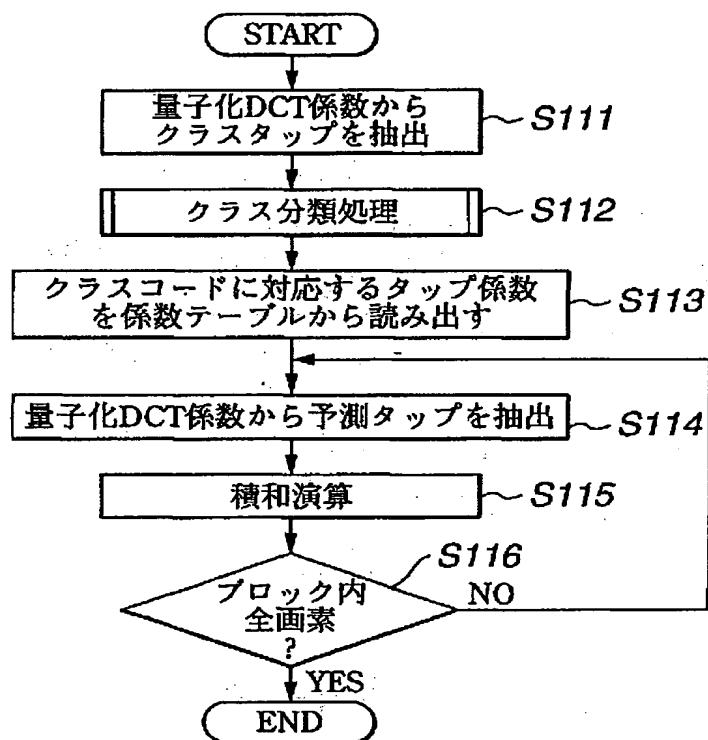 START
量子化DCT係数から
クラスタップを抽出
S111
クラス分類処理
S112
クラスコードに対応するタップ係数
を係数テーブルから読み出す
S113
量子化DCT係数から予測タップを抽出
S114
積和演算
S115
S116
ブロック内
全画素
?
NO
YES
END